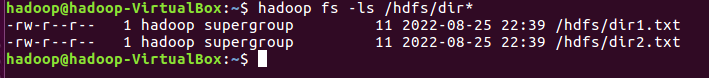 hadoop@hadoop-VirtualBox:~$ hadoop fs -ls /hdfs/dir*
-rw-r--r--   1 hadoop supergroup         11 2022-08-25 22:39 /hdfs/dir1.txt
-rw-r--r--   1 hadoop supergroup         11 2022-08-25 22:39 /hdfs/dir2.txt
hadoop@hadoop-VirtualBox:~$